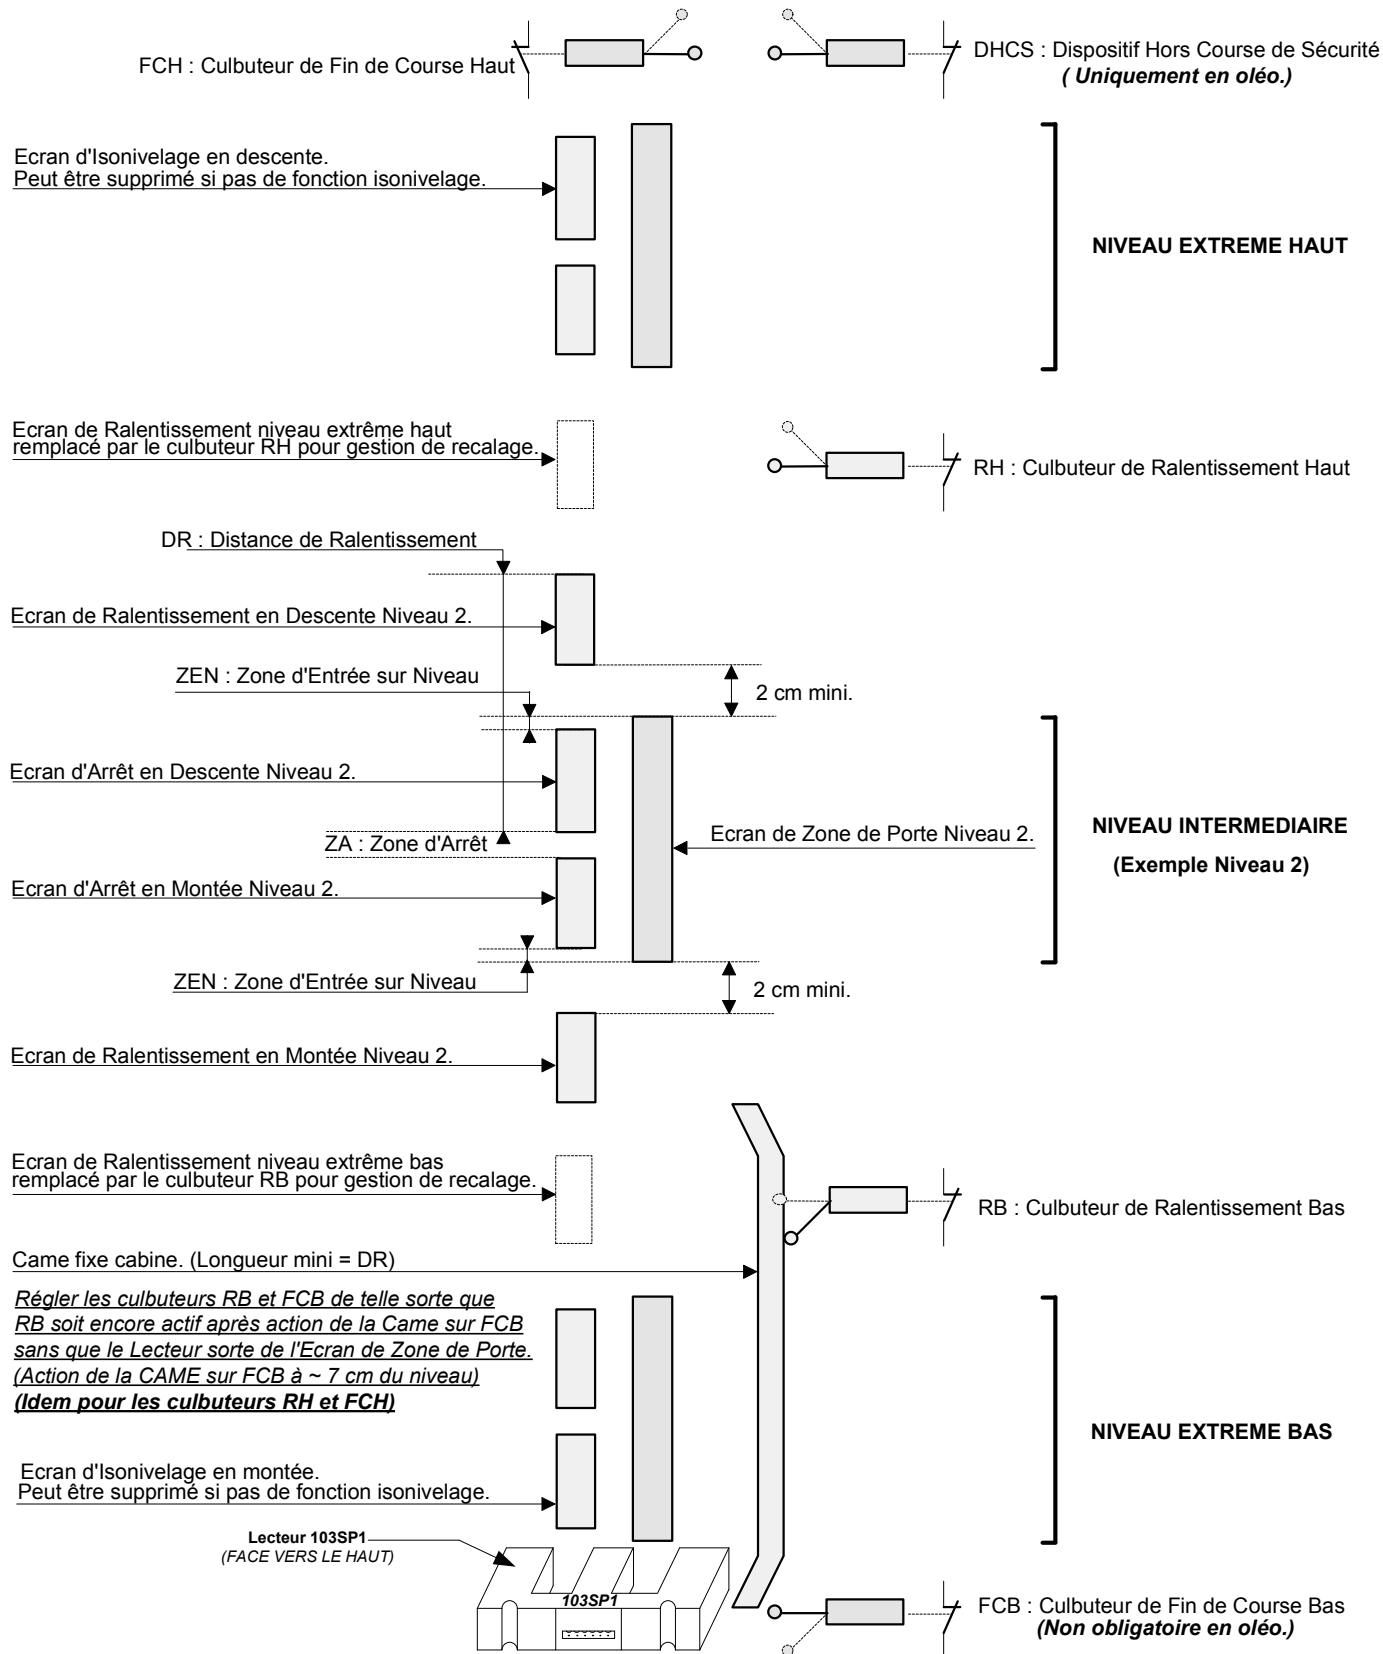 FCH : Culbuteur de Fin de Course Haut
DHCS : Dispositif Hors Course de Sécurité
( Uniquement en oléo.)
Ecran d'Isonivelage en descente.
Peut être supprimé si pas de fonction isonivelage.
NIVEAU EXTREME HAUT
Ecran de Ralentissement niveau extrême haut
remplacé par le culbuteur RH pour gestion de recalage.
RH : Culbuteur de Ralentissement Haut
DR : Distance de Ralentissement
Ecran de Ralentissement en Descente Niveau 2.
ZEN : Zone d'Entrée sur Niveau
2 cm mini.
Ecran d'Arrêt en Descente Niveau 2.
ZA : Zone d'Arrêt
Ecran de Zone de Porte Niveau 2.
NIVEAU INTERMEDIAIRE
(Exemple Niveau 2)
Ecran d'Arrêt en Montée Niveau 2.
ZEN : Zone d'Entrée sur Niveau
2 cm mini.
Ecran de Ralentissement en Montée Niveau 2.
Ecran de Ralentissement niveau extrême bas
remplacé par le culbuteur RB pour gestion de recalage.
RB : Culbuteur de Ralentissement Bas
Came fixe cabine. (Longueur mini = DR)
Régler les culbuteurs RB et FCB de telle sorte que
RB soit encore actif après action de la Came sur FCB
sans que le Lecteur sorte de l'Ecran de Zone de Porte.
(Action de la CAME sur FCB à ~ 7 cm du niveau)
(Idem pour les culbuteurs RH et FCH)
NIVEAU EXTREME BAS
Ecran d'Isonivelage en montée.
Peut être supprimé si pas de fonction isonivelage.
Lecteur 103SP1
(FACE VERS LE HAUT)
103SP1
FCB : Culbuteur de Fin de Course Bas
(Non obligatoire en oléo.)